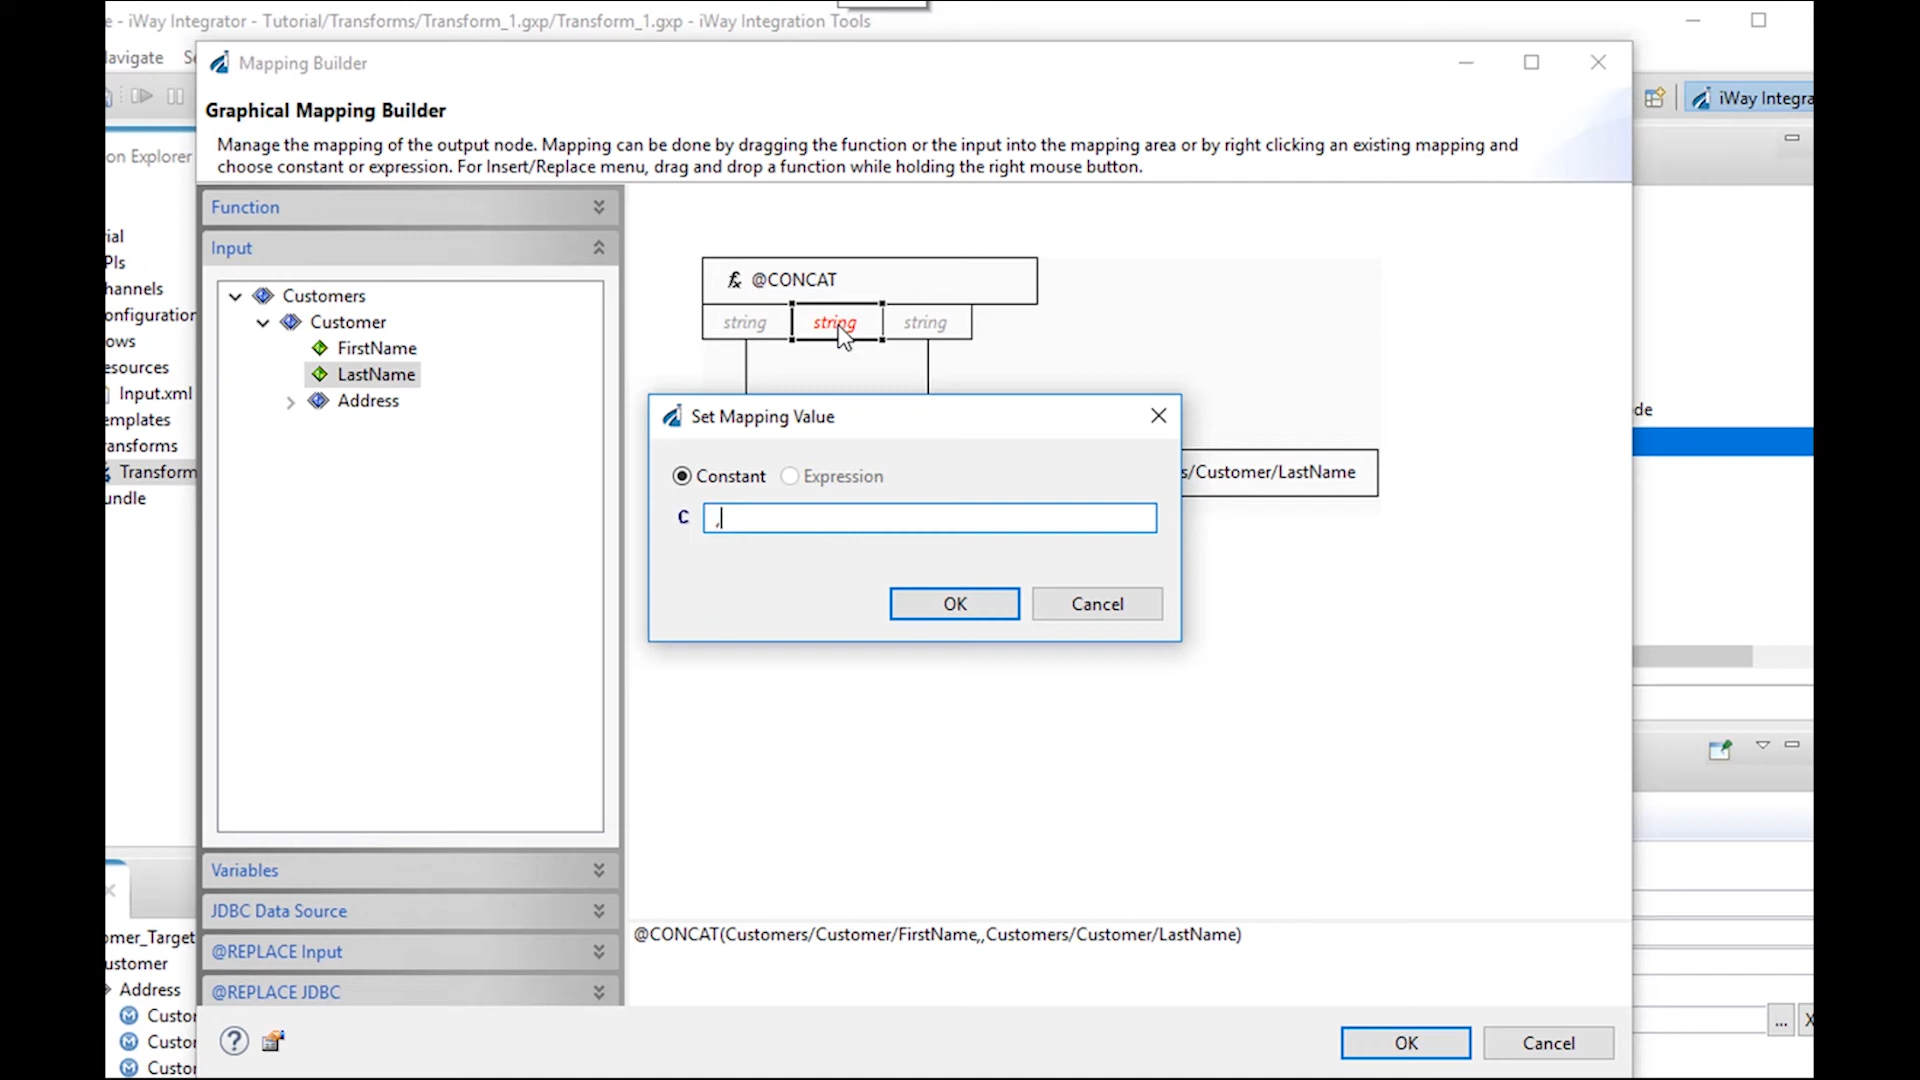 e - iWay Integrator - Tutorial/Transforms/Transform_1.gxp/Transform_1.gxp - iWay Integration Tools
lavigate
Mapping Builder
Graphical Mapping Builder
Manage the mapping of the output node. Mapping can be done by dragging the function or the input into the mapping area or by right clicking an existing mapping and
choose constant or expression. For Insert/Replace menu, drag and drop a function while holding the right mouse button.
iWay Integra
on Explorer
ial
PIs
hannels
onfiguration
ows
esources
Input.xml
emplates
ansforms
Transform
undle
Function
Input
Customers
Customer
FirstName
LastName
Address
Variables
JDBC Data Source
@REPLACE Input
@REPLACE JDBC
fx @CONCAT
string string string
s/Customer/LastName
Set Mapping Value
Constant Expression
C ,
OK Cancel
de
@CONCAT(Customers/Customer/FirstName,,Customers/Customer/LastName)
omer_Target
ustomer
Address
Custor
Custor
Custor
? OK Cancel
... X